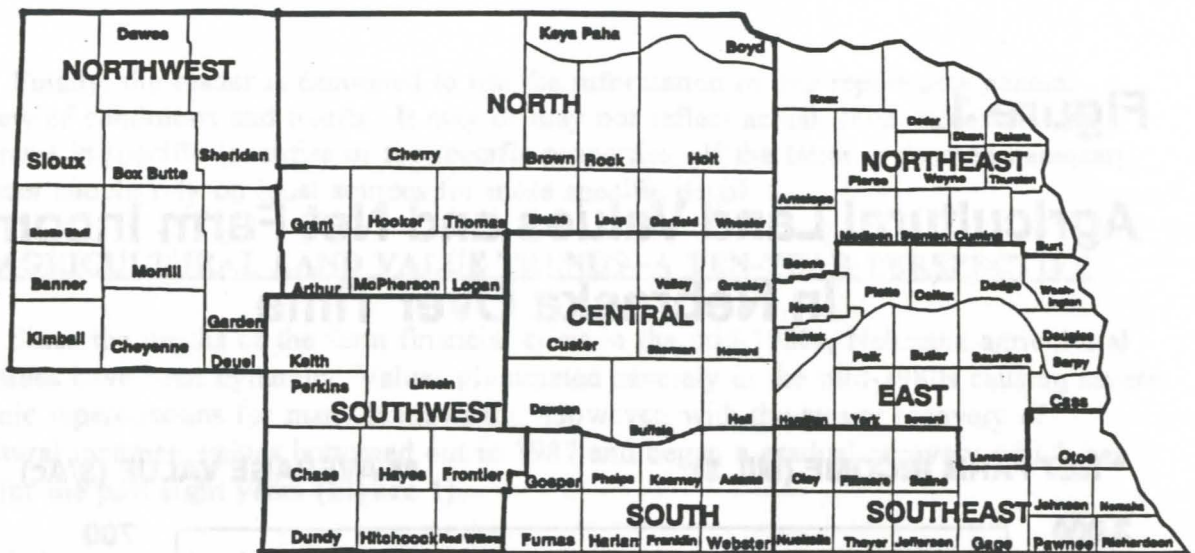 Dawes
Keya Paha
Boyd
NORTHWEST
NORTH
Knox
Cedar
Dixon
Dakota
Sioux
Sheridan
Cherry
Brown
Rock
Holt
NORTHEAST
Box Butte
Pierce
Wayne
Thurston
Antelope
Grant
Hooker
Thomas
Blaine
Loup
Wheeler
Madison
Stanton
Cuming
Burt
Banner
Morrill
Arthur
McPherson
Logan
Valley
Greeley
Boone
Platte
Colfax
Dodge
Wash-
ington
Nance
Kimball
Garden
CENTRAL
Custer
Sherman
Howard
Merrick
Douglas
Cheyenne
Deuel
Keith
Polk
Butler
Saunders
Sarpy
Perkins
Lincoln
EAST
Cass
SOUTHWEST
Dawson
Buffalo
Hall
Hamilton
York
Seward
Lancaster
Otoe
Chase
Hayes
Frontier
Gosper
Phelps
Kearney
Adams
Clay
Fillmore
Saline
SOUTH
SOUTHEAST
Johnson
Nemaha
Dundy
Hitchcock
Red Willow
Furnas
Harlan
Franklin
Webster
Nuckolls
Thayer
Jefferson
Gage
Pawnee
Richardson